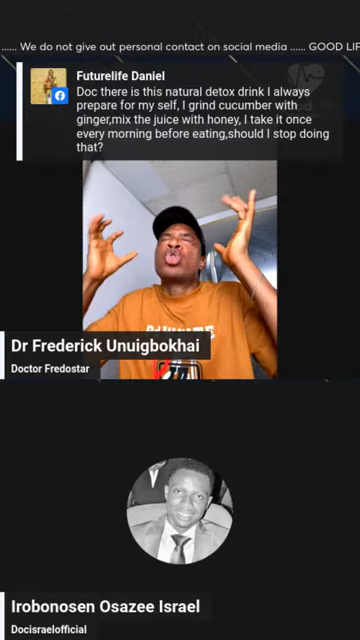 ...... We do not give out personal contact on social media ...... GOOD LIF
Futurelife Daniel
Doc there is this natural detox drink I always
prepare for my self, I grind cucumber with
ginger,mix the juice with honey, I take it once
every morning before eating,should I stop doing
that?
Dr Frederick Unuigbokhai
Doctor Fredostar
Irobonosen Osazee Israel
Docisraelofficial